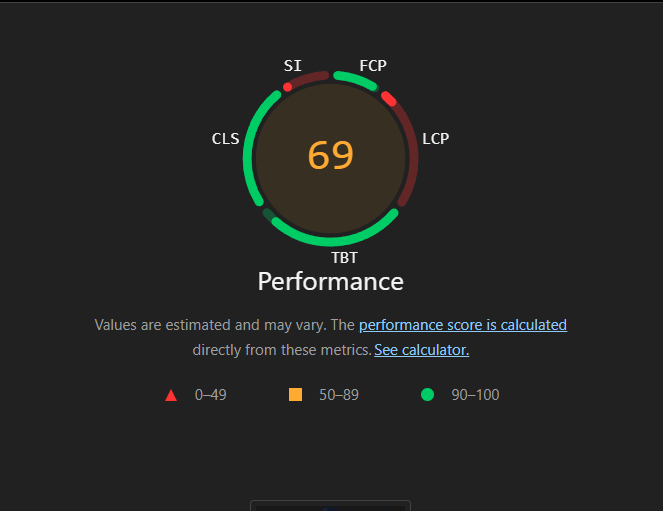 SI
FCP
CLS
69
LCP
TBT
Performance
Values are estimated and may vary. The performance score is calculated
directly from these metrics. See calculator.
0–49
50–89
90–100